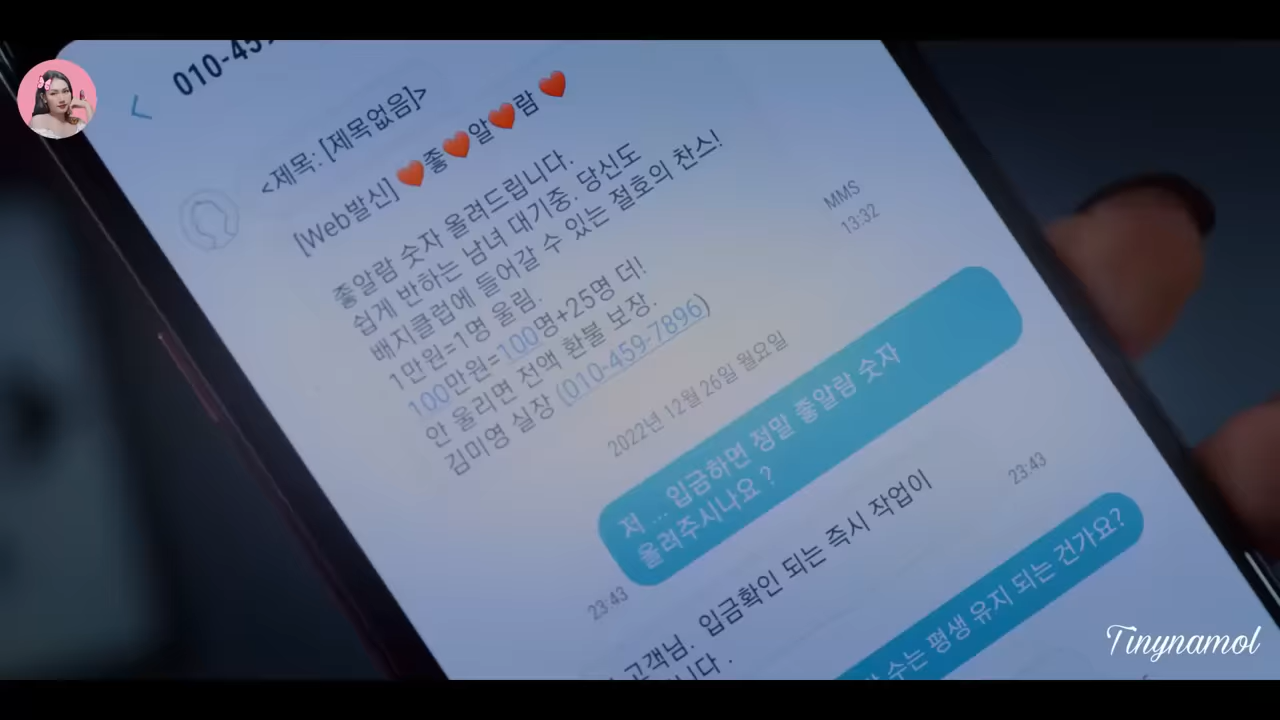 010-459
<제목: [제목없음]>
[Web발신] ❤좋❤알❤람❤
좋알람 숫자 올려드립니다.
쉽게 반하는 남녀 대기중. 당신도
배지클럽에 들어갈 수 있는 절호의 찬스!
1만원=1명 울림.
100만원=100명+25명 더!
안 울리면 전액 환불 보장.
김미영 실장 (010-459-7896)
MMS
13:32
2022년 12월 26일 월요일
저 ... 입금하면 정말 좋알람 숫자
올려주시나요 ?
23:43
고객님. 입금확인 되는 즉시 작업이
니다.
23:43
수는 평생 유지 되는 건가요?
Tinynamol